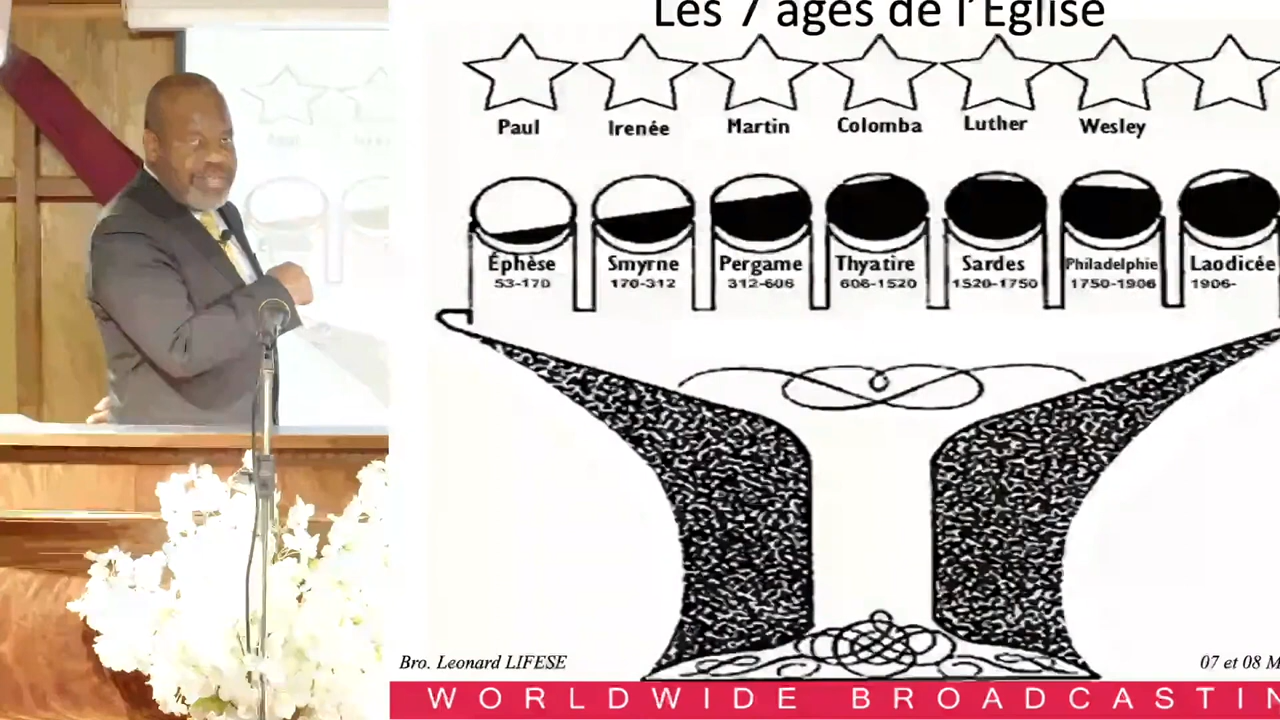 Les 7 ages de l'Église
Paul Irenée Martin Colomba Luther Wesley
Éphèse Smyrne Pergame Thyatire Sardes Philadelphie Laodicée
53-170 170-312 312-606 606-1520 1520-1750 1750-1906 1906-
Bro. Leonard LIFESE 07 et 08 M
WORLDWIDE BROADCASTIN